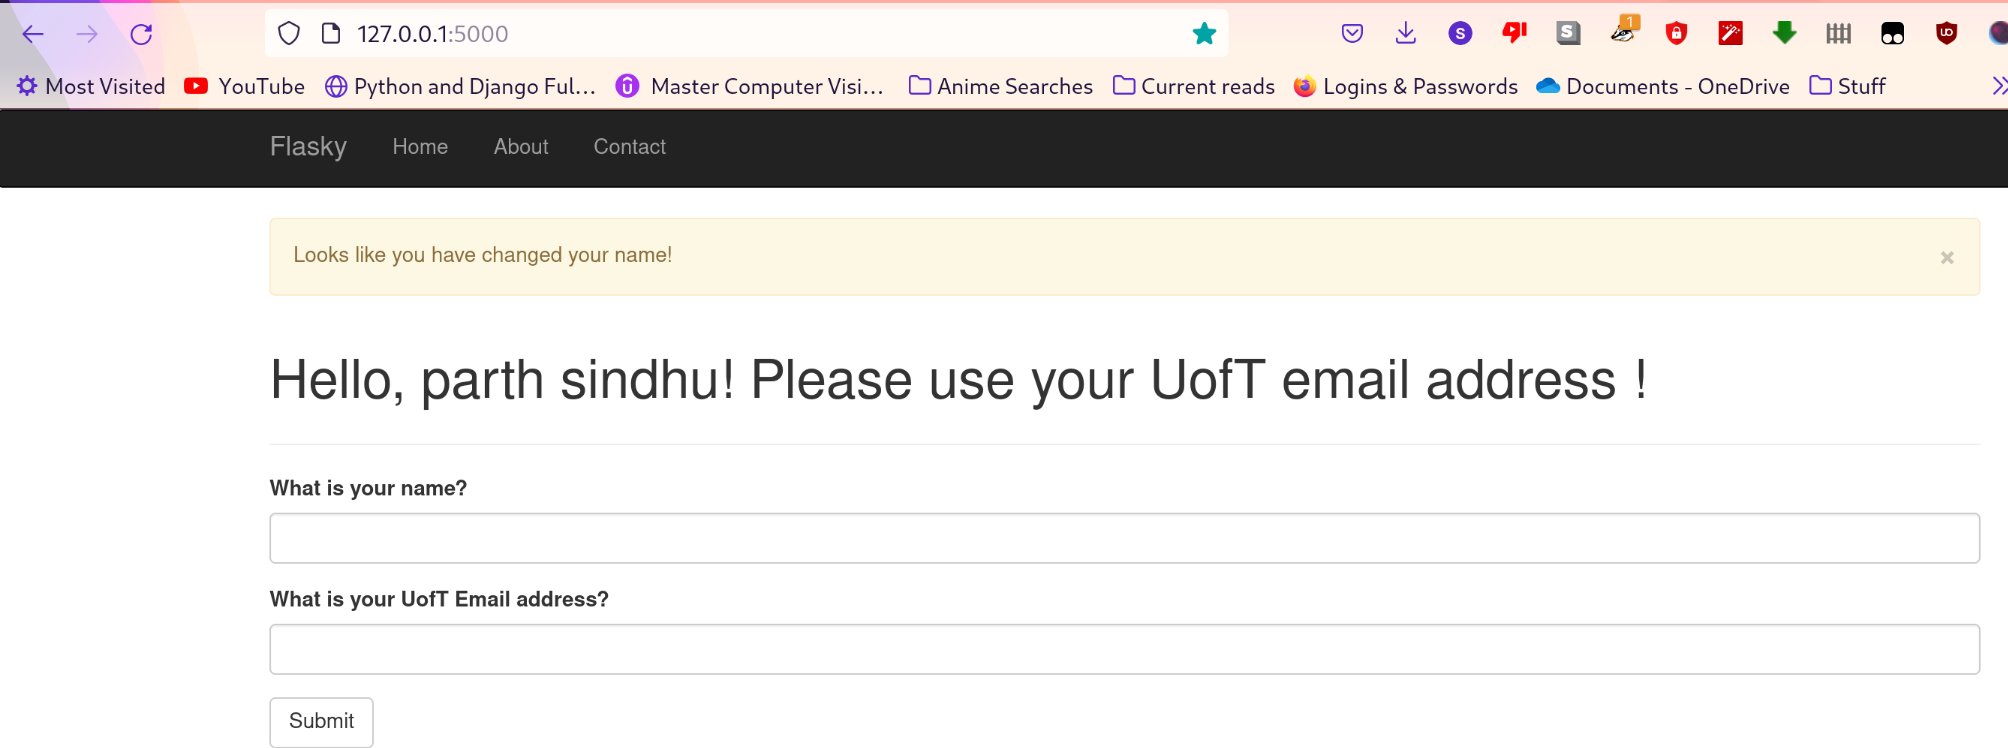 127.0.0.1:5000
S S 1 UO
Most Visited YouTube Python and Django Ful... Master Computer Visi... Anime Searches Current reads Logins & Passwords Documents - OneDrive Stuff
Flasky Home About Contact
Looks like you have changed your name! ×
Hello, parth sindhu! Please use your UofT email address !
What is your name?
What is your UofT Email address?
Submit